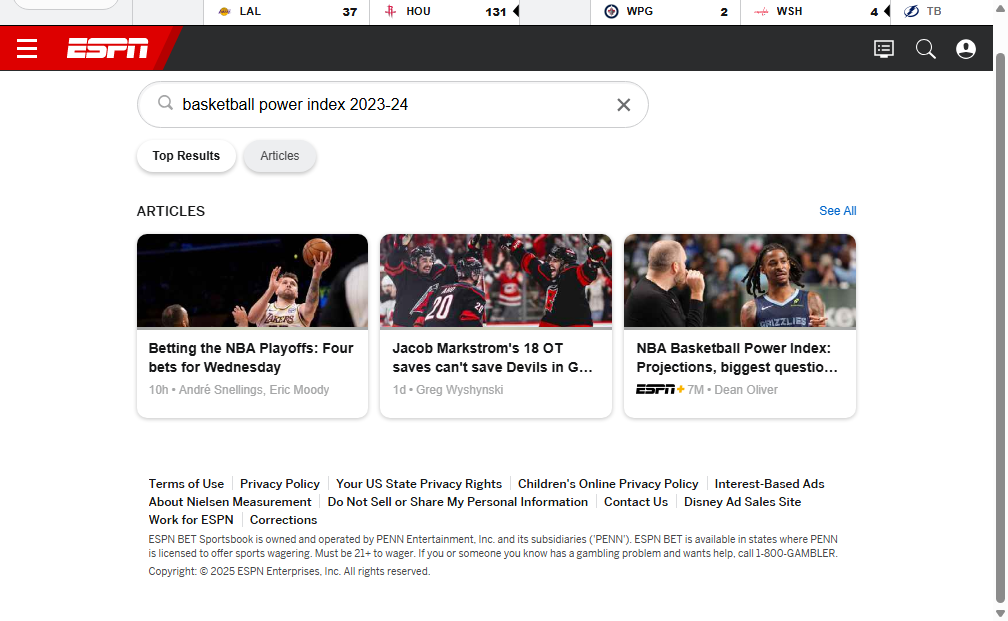 LAL 37 HOU 131 WPG 2 WSH 4 TB
ESPN
basketball power index 2023-24
Top Results Articles
ARTICLES See All
Betting the NBA Playoffs: Four
bets for Wednesday
10h • André Snellings, Eric Moody
Jacob Markstrom's 18 OT
saves can't save Devils in G...
1d • Greg Wyshynski
NBA Basketball Power Index:
Projections, biggest questio...
ESPN+ 7M • Dean Oliver
Terms of Use Privacy Policy Your US State Privacy Rights Children's Online Privacy Policy Interest-Based Ads
About Nielsen Measurement Do Not Sell or Share My Personal Information Contact Us Disney Ad Sales Site
Work for ESPN Corrections
ESPN BET Sportsbook is owned and operated by PENN Entertainment, Inc. and its subsidiaries ('PENN'). ESPN BET is available in states where PENN
is licensed to offer sports wagering. Must be 21+ to wager. If you or someone you know has a gambling problem and wants help, call 1-800-GAMBLER.
Copyright: © 2025 ESPN Enterprises, Inc. All rights reserved.